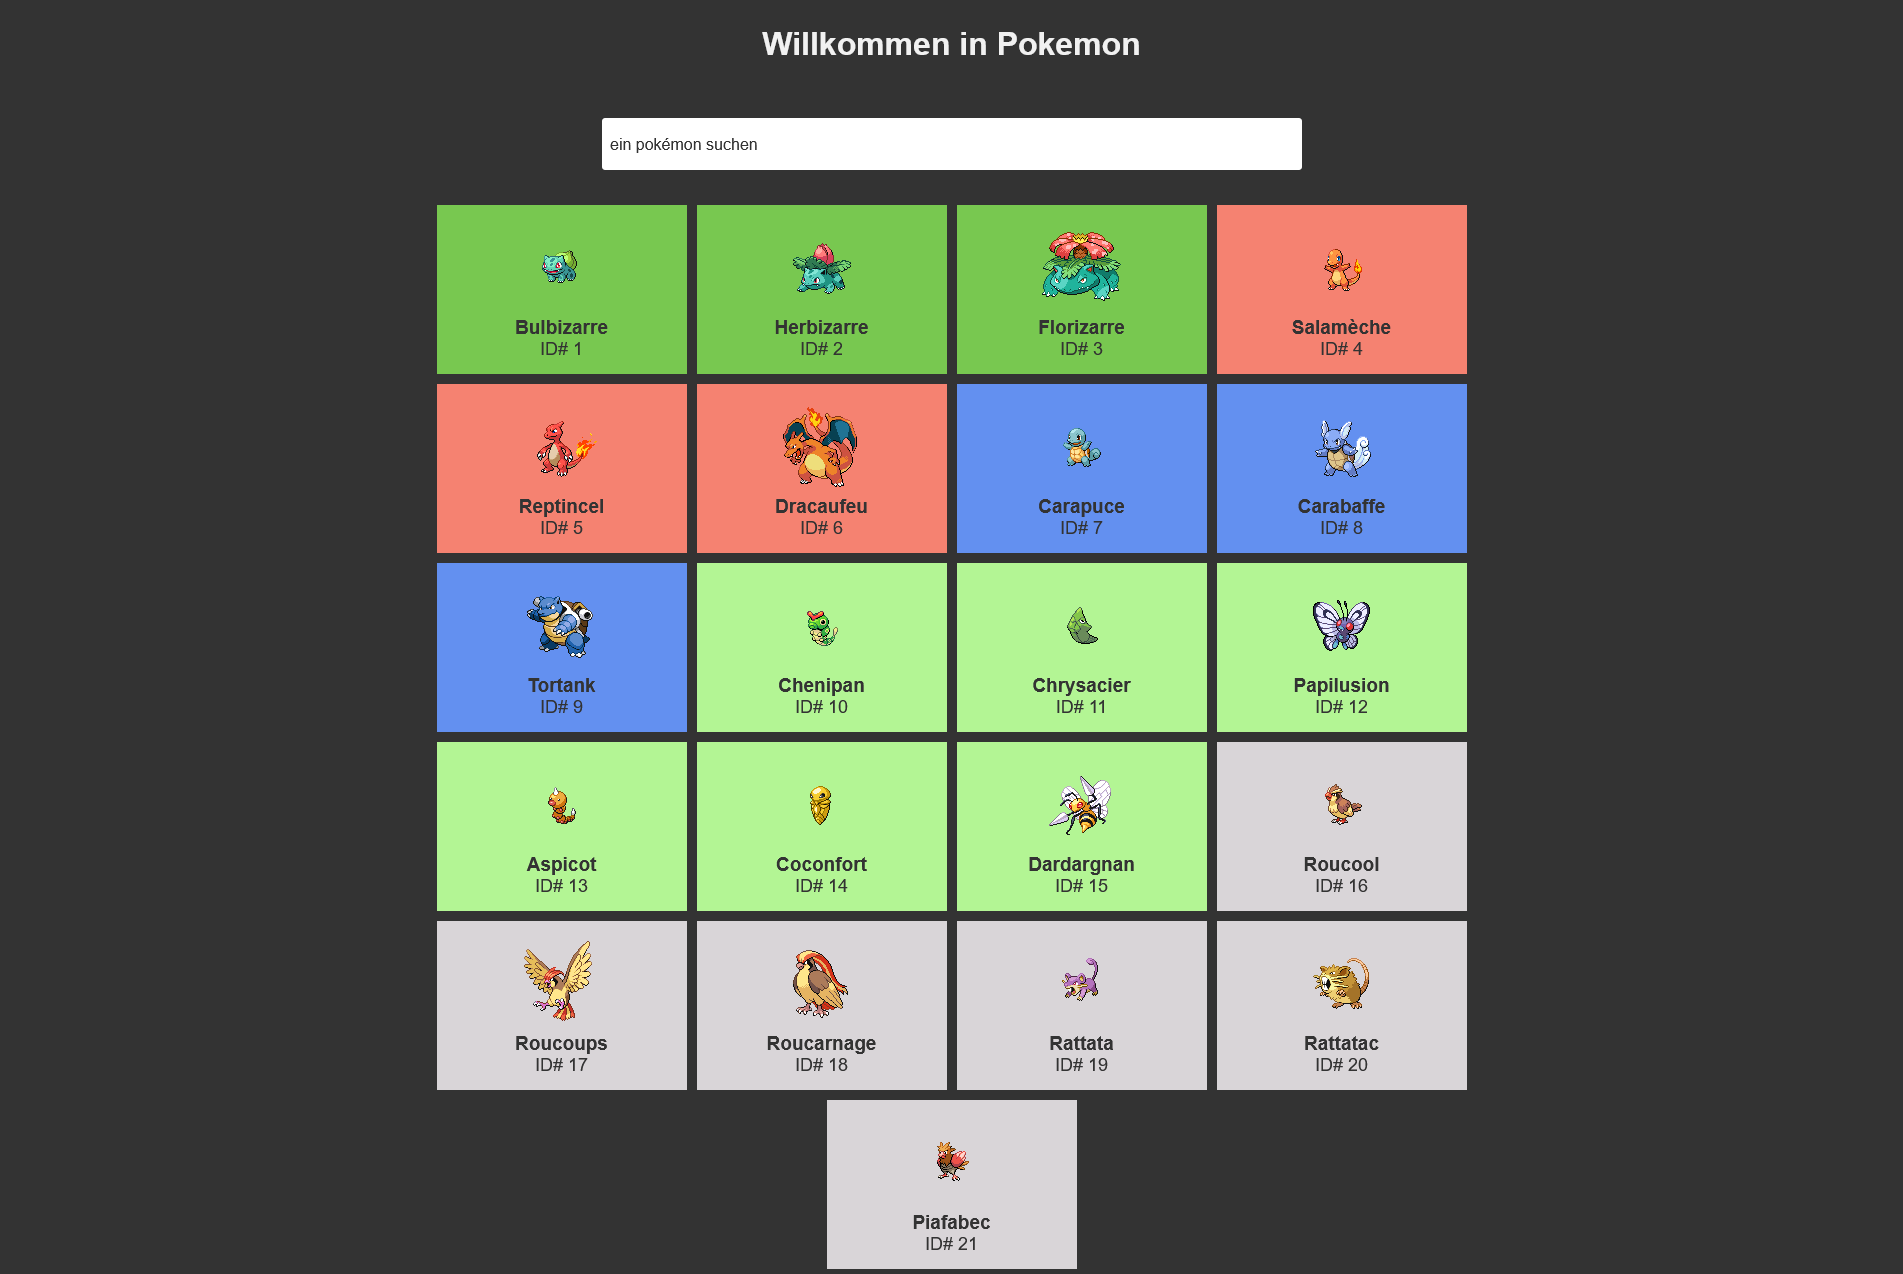 Willkommen in Pokemon
ein pokémon suchen
Bulbizarre
ID# 1
Herbizarre
ID# 2
Florizarre
ID# 3
Salamèche
ID# 4
Reptincel
ID# 5
Dracaufeu
ID# 6
Carapuce
ID# 7
Carabaffe
ID# 8
Tortank
ID# 9
Chenipan
ID# 10
Chrysacier
ID# 11
Papilusion
ID# 12
Aspicot
ID# 13
Coconfort
ID# 14
Dardargnan
ID# 15
Roucool
ID# 16
Roucoups
ID# 17
Roucarnage
ID# 18
Rattata
ID# 19
Rattatac
ID# 20
Piafabec
ID# 21